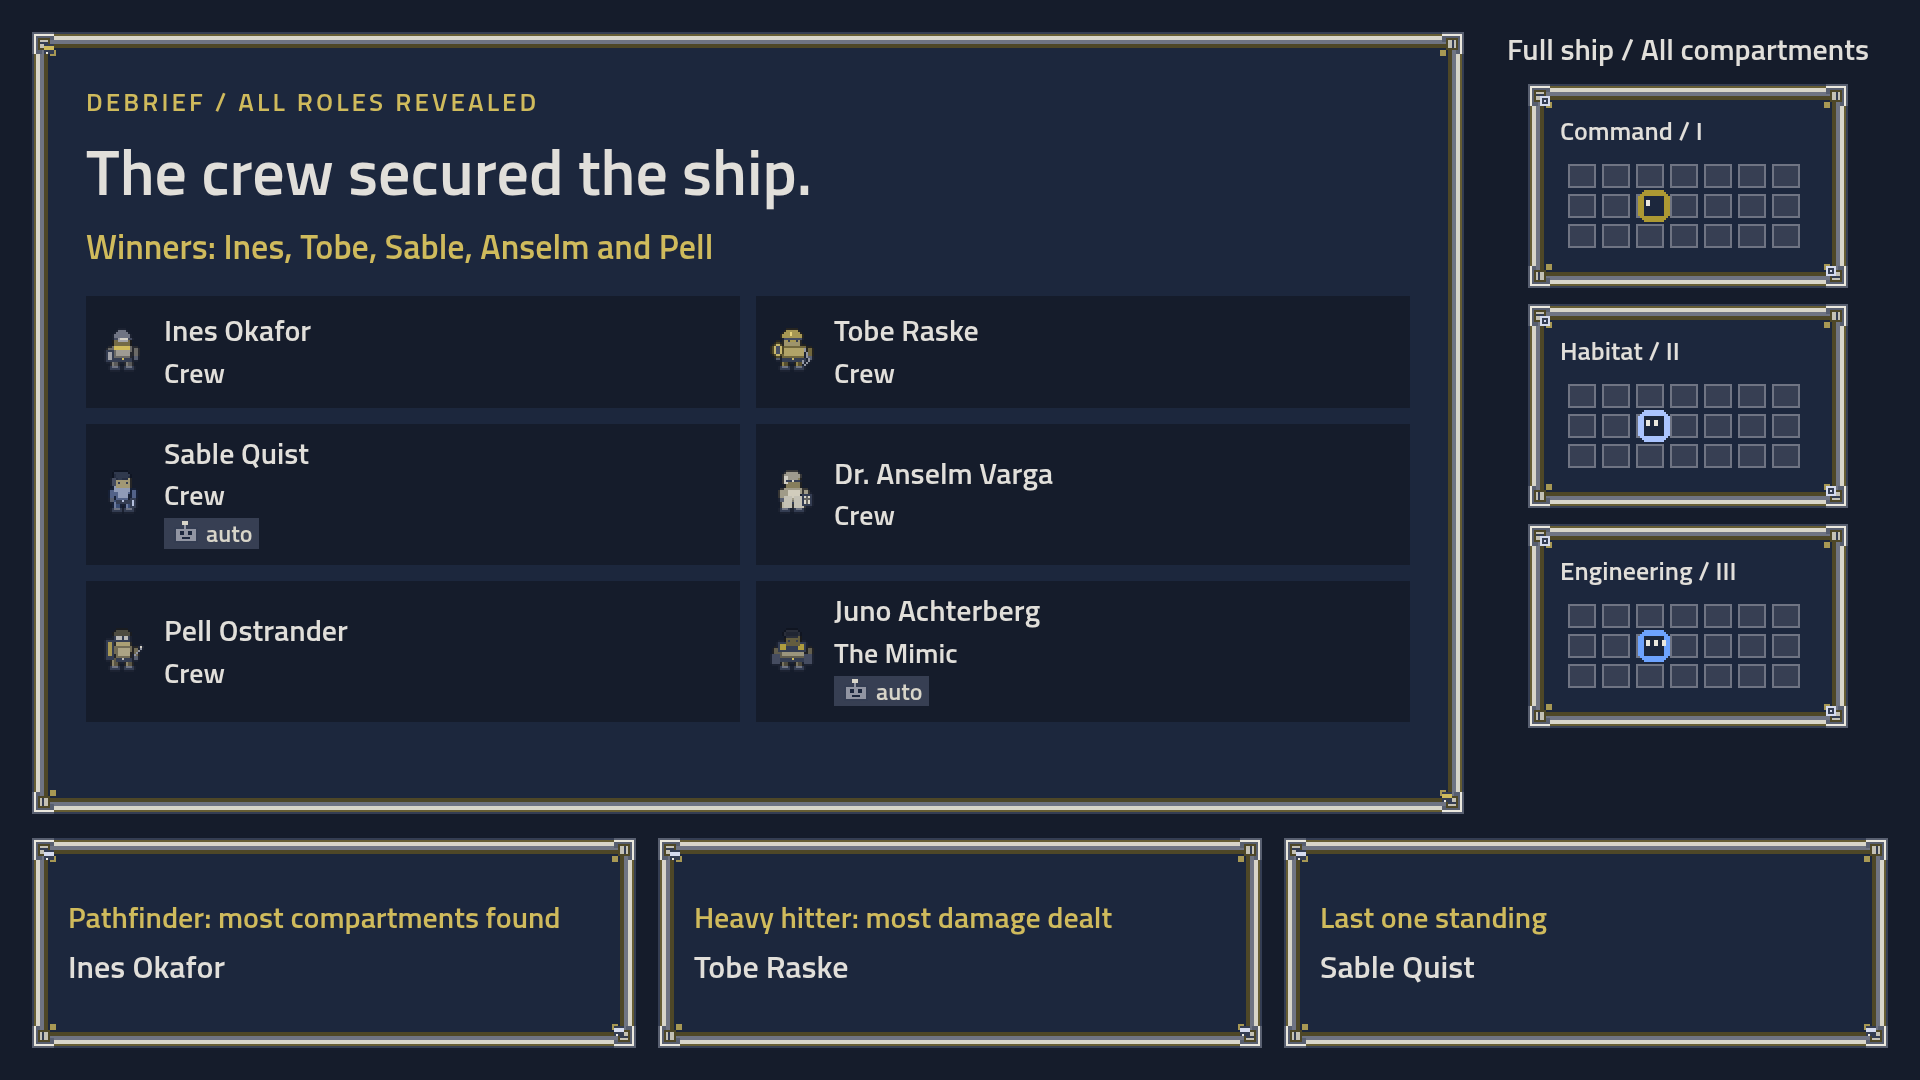 DEBRIEF / ALL ROLES REVEALED
The crew secured the ship.
Winners: Ines, Tobe, Sable, Anselm and Pell
Ines Okafor
Crew
Tobe Raske
Crew
Sable Quist
Crew
auto
Dr. Anselm Varga
Crew
Pell Ostrander
Crew
Juno Achterberg
The Mimic
auto
Full ship / All compartments
Command / I
Habitat / II
Engineering / III
Pathfinder: most compartments found
Ines Okafor
Heavy hitter: most damage dealt
Tobe Raske
Last one standing
Sable Quist